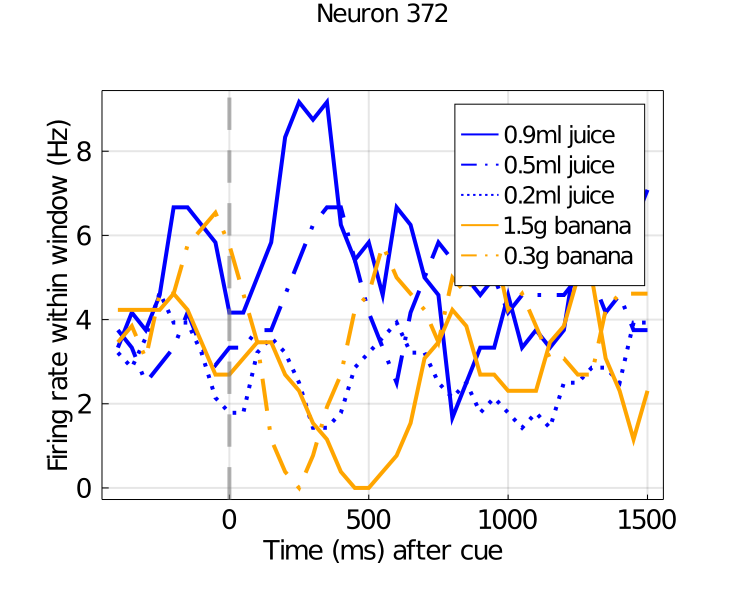 Neuron 372
Firing rate within window (Hz)
8
6
4
2
0
0.9ml juice
0.5ml juice
0.2ml juice
1.5g banana
0.3g banana
0 500 1000 1500
Time (ms) after cue